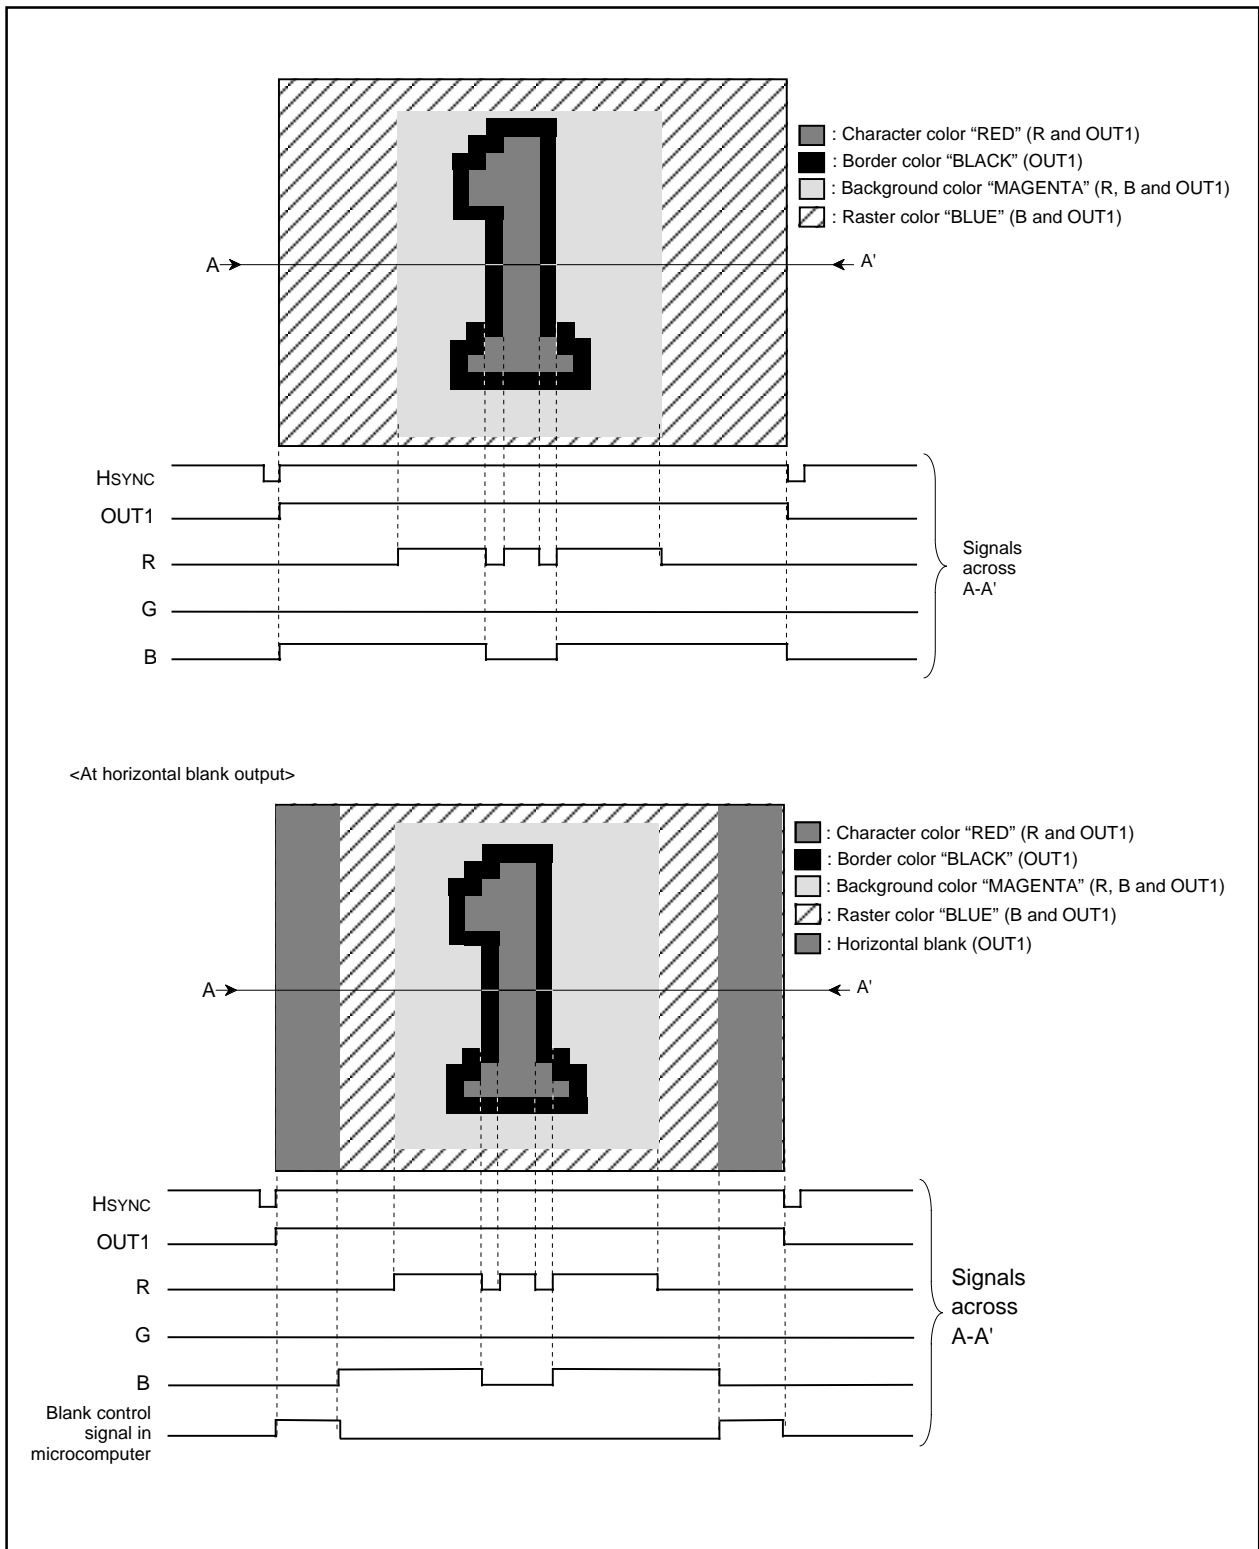 : Character color “RED” (R and OUT1)
: Border color “BLACK” (OUT1)
: Background color “MAGENTA” (R, B and OUT1)
: Raster color “BLUE” (B and OUT1)
A
A'
HSYNC
OUT1
R
G
B
Signals
across
A-A'
<At horizontal blank output>
: Character color “RED” (R and OUT1)
: Border color “BLACK” (OUT1)
: Background color “MAGENTA” (R, B and OUT1)
: Raster color “BLUE” (B and OUT1)
: Horizontal blank (OUT1)
A
A'
HSYNC
OUT1
R
G
B
Blank control
signal in
microcomputer
Signals
across
A-A'